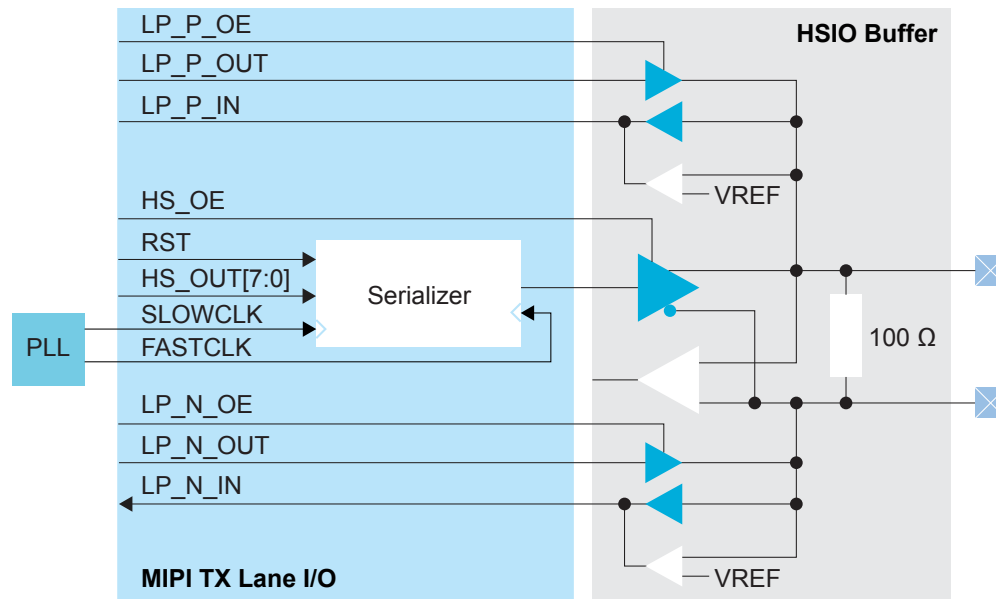 LP_P_OE
HSIO Buffer
LP_P_OUT
LP_P_IN
VREF
HS_OE
RST
HS_OUT[7:0]
Serializer
SLOWCLK
PLL
FASTCLK
100 Ω
LP_N_OE
LP_N_OUT
LP_N_IN
MIPI TX Lane I/O
VREF